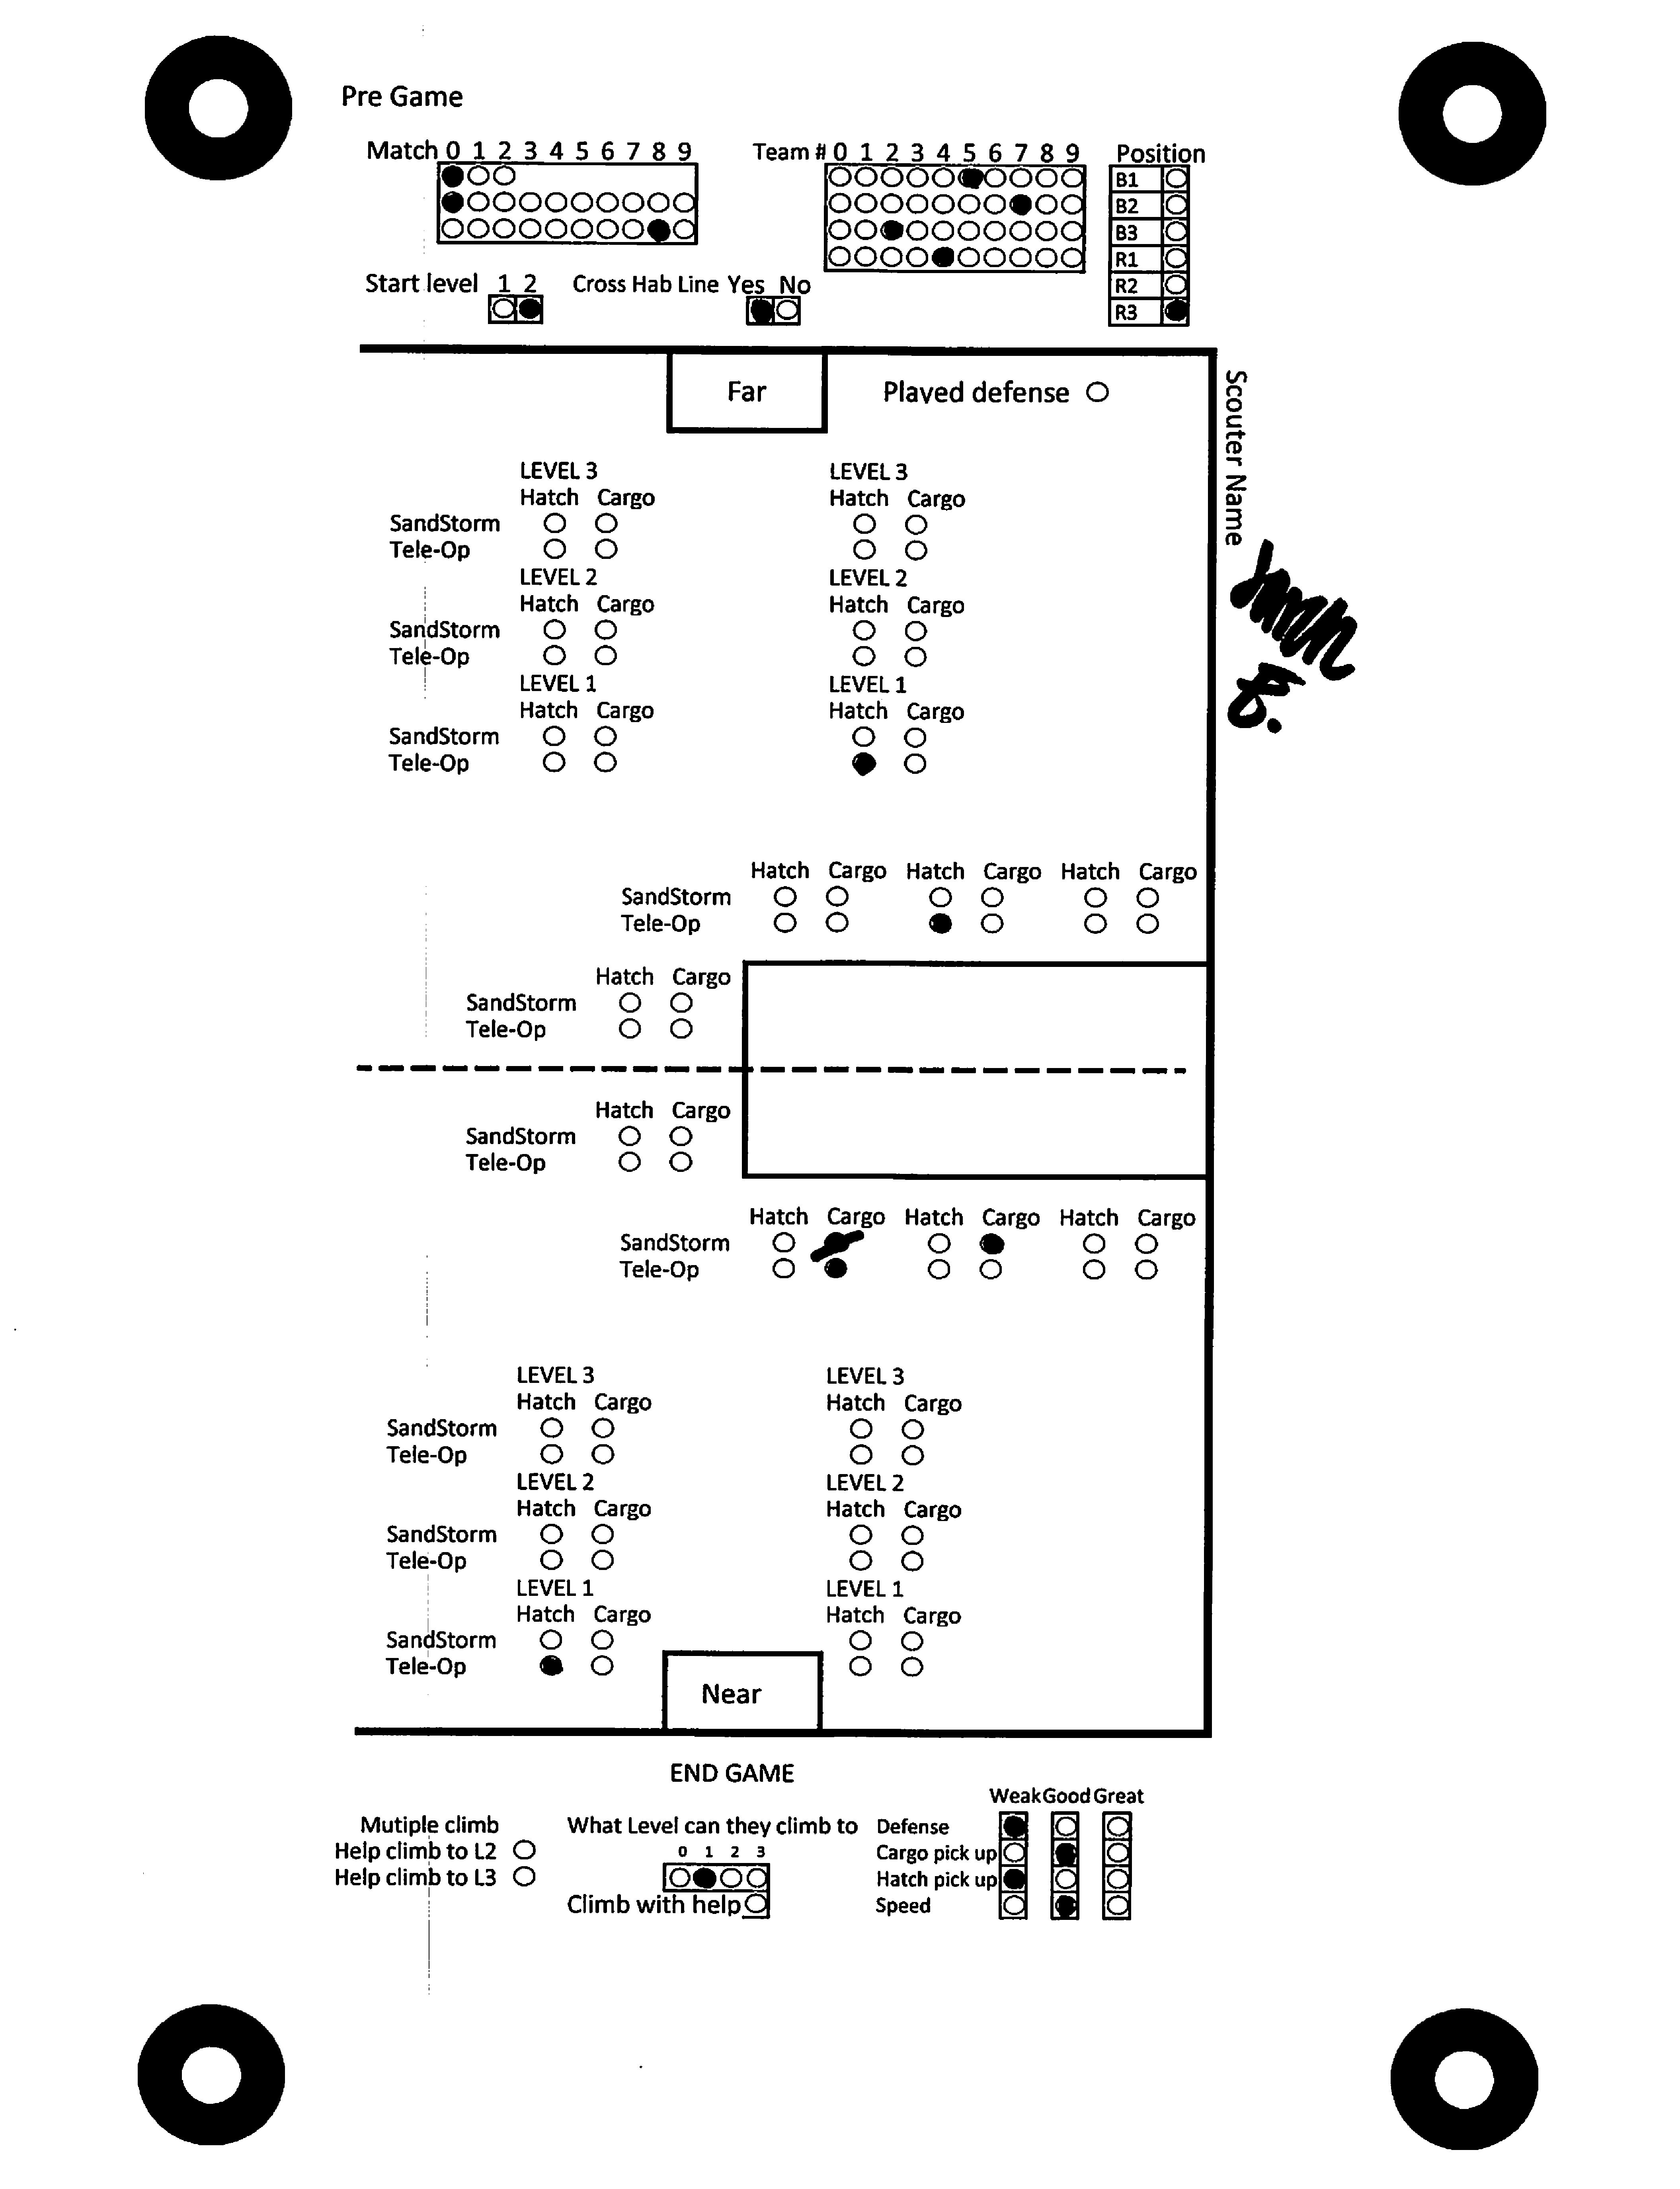 Pre Game
Match 0 1 2 3 4 5 6 7 8 9
Team # 0 1 2 3 4 5 6 7 8 9
Position
B1
B2
B3
R1
R2
R3
Start level 1 2
Cross Hab Line Yes No
Far
Played defense
Scouter Name
B.
LEVEL 3 LEVEL 3
Hatch Cargo Hatch Cargo
SandStorm
Tele-Op
LEVEL 2 LEVEL 2
Hatch Cargo Hatch Cargo
SandStorm
Tele-Op
LEVEL 1 LEVEL 1
Hatch Cargo Hatch Cargo
SandStorm
Tele-Op
Hatch Cargo Hatch Cargo Hatch Cargo
SandStorm
Tele-Op
Hatch Cargo
SandStorm
Tele-Op
Hatch Cargo
SandStorm
Tele-Op
Hatch Cargo Hatch Cargo Hatch Cargo
SandStorm
Tele-Op
LEVEL 3 LEVEL 3
Hatch Cargo Hatch Cargo
SandStorm
Tele-Op
LEVEL 2 LEVEL 2
Hatch Cargo Hatch Cargo
SandStorm
Tele-Op
LEVEL 1 LEVEL 1
Hatch Cargo Hatch Cargo
SandStorm
Tele-Op
Near
END GAME
Mutiple climb
Help climb to L2
Help climb to L3
What Level can they climb to
0 1 2 3
Climb with help
Weak Good Great
Defense
Cargo pick up
Hatch pick up
Speed